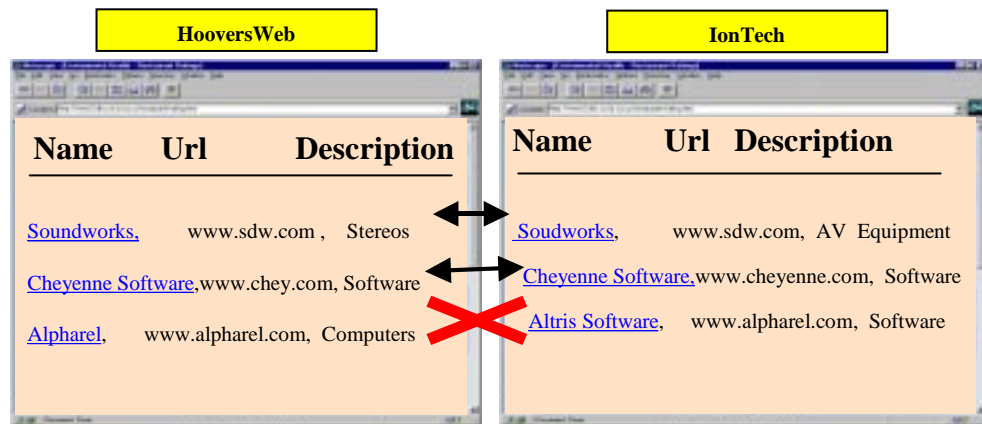 HooversWeb
Name Url Description
Soundworks, www.sdw.com , Stereos
Cheyenne Software,www.chey.com, Software
Alpharel, www.alpharel.com, Computers
IonTech
Name Url Description
Soudworks, www.sdw.com, AV Equipment
Cheyenne Software,www.cheyenne.com, Software
Altris Software, www.alpharel.com, Software